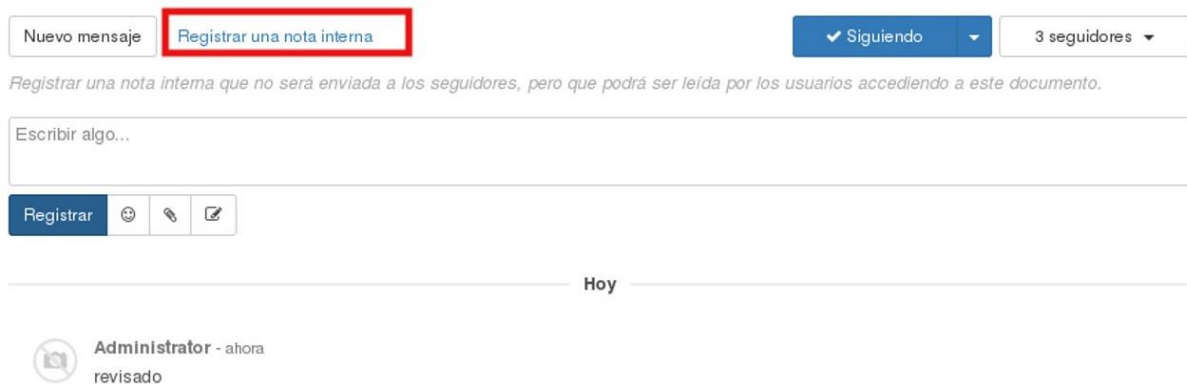 Nuevo mensaje Registrar una nota interna Siguiendo 3 seguidores
Registrar una nota interna que no será enviada a los seguidores, pero que podrá ser leída por los usuarios accediendo a este documento.
Escribir algo...
Registrar
Hoy
Administrator - ahora
revisado